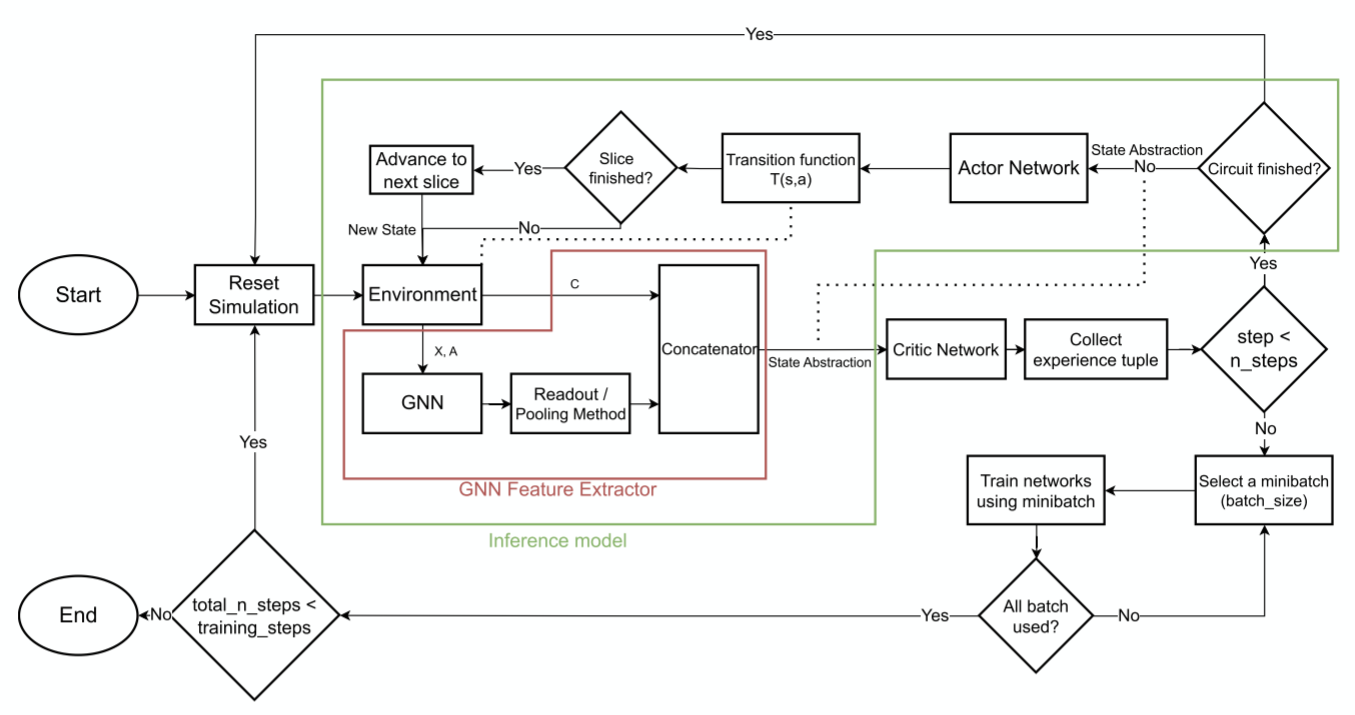 Yes
Advance to
next slice
Yes
Slice
finished?
Transition function
T(s,a)
Actor Network
State Abstraction
No
Circuit finished?
New State
No
Start
Reset
Simulation
Environment
C
Yes
X, A
Concatenator
State Abstraction
Critic Network
Collect
experience tuple
step <
n_steps
GNN
Readout /
Pooling Method
No
Yes
GNN Feature Extractor
Train networks
using minibatch
Select a minibatch
(batch_size)
Inference model
End
No
total_n_steps <
training_steps
Yes
All batch
used?
No